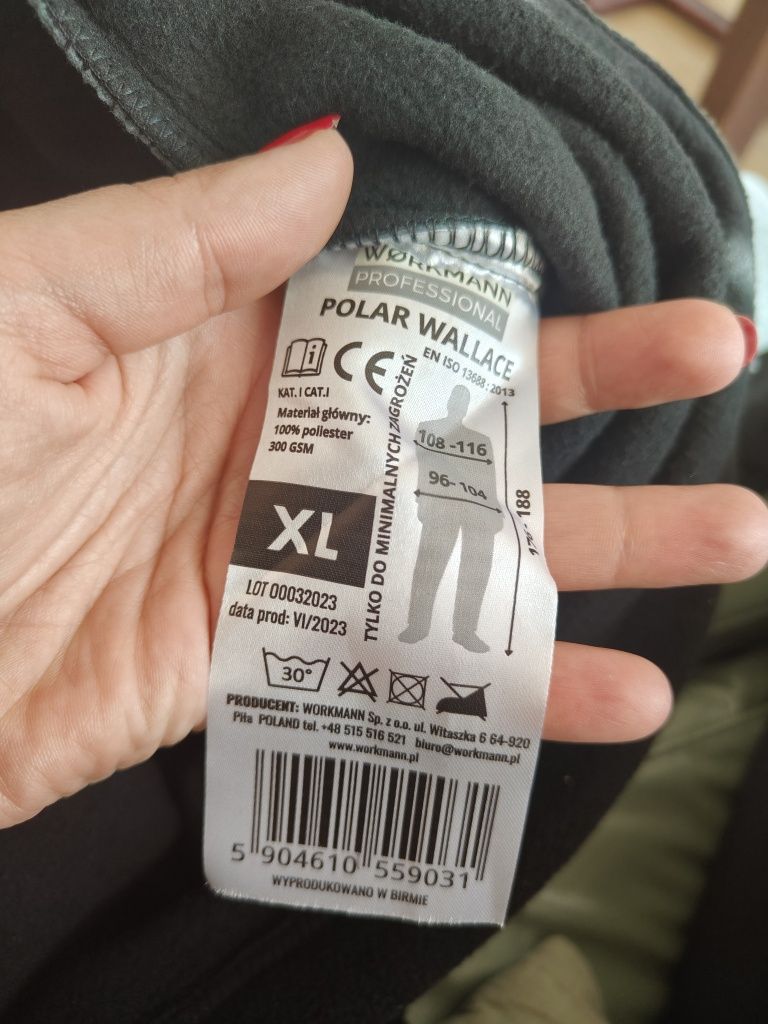 WØRKMANN
PROFESSIONAL
POLAR WALLACE
CE
EN ISO 13688:2013
KAT. I CAT.I
Materiał główny:
100% poliester
300 GSM
TYLKO DO MINIMALNYCH ZAGROŻEŃ
108 -116
96- 104
188
XL
LOT 00032023
data prod: VI/2023
30°
PRODUCENT: WORKMANN Sp. z o.o. ul. Witaszka 6 64-920
Piła POLAND tel. +48 515 516 521 biuro@workmann.pl
www.workmann.pl
5 904610 559031
WYPRODUKOWANO W BIRMIE